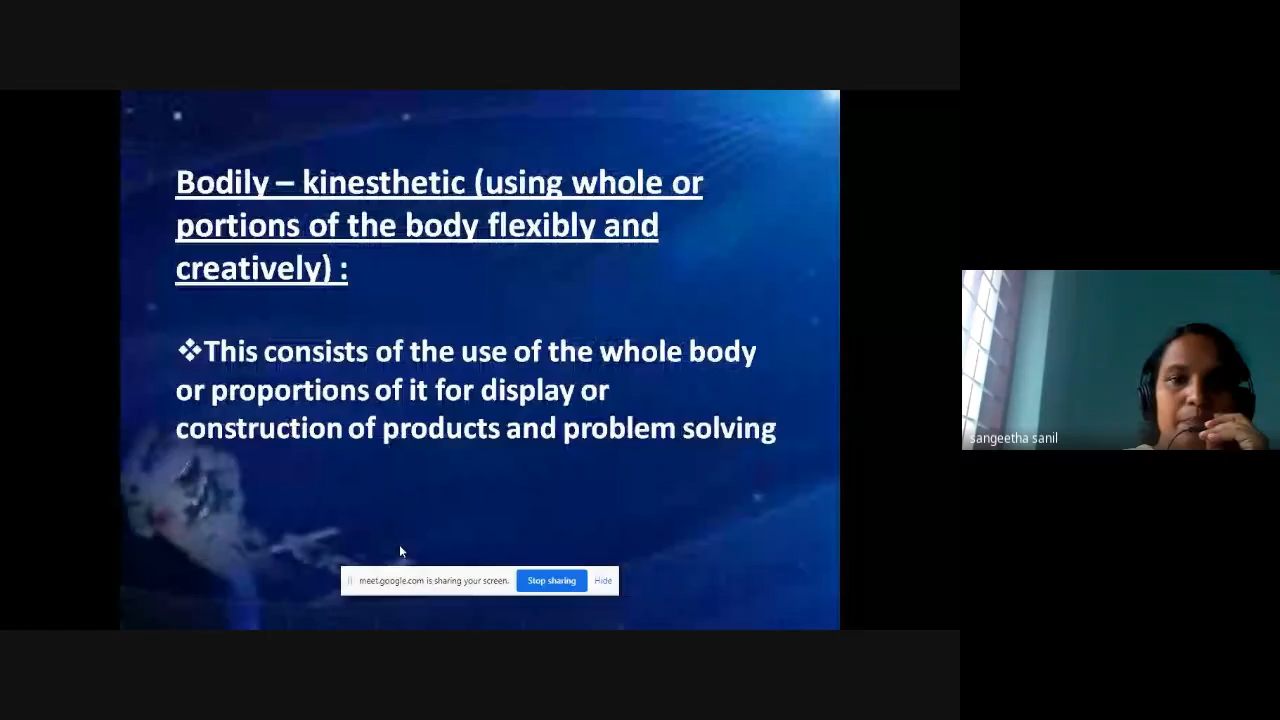 Bodily – kinesthetic (using whole or
portions of the body flexibly and
creatively) :
❖This consists of the use of the whole body
or proportions of it for display or
construction of products and problem solving
meet.google.com is sharing your screen. Stop sharing Hide
sangeetha sanil